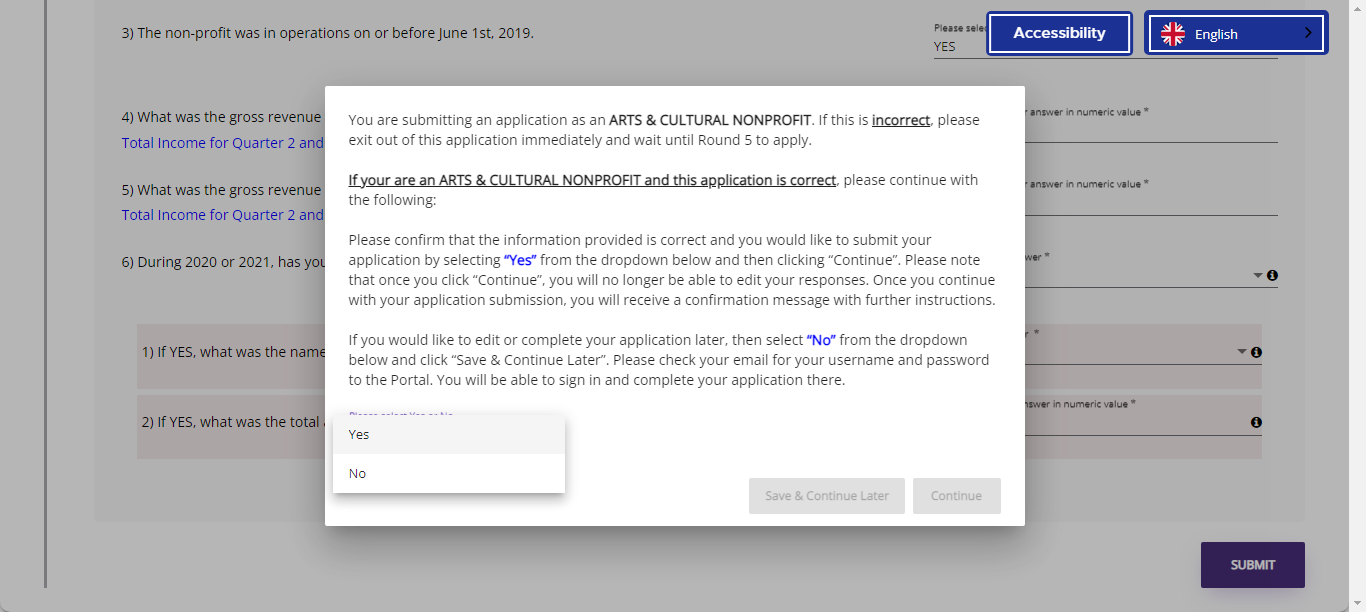 3) The non-profit was in operations on or before June 1st, 2019.
Please selec
YES
Accessibility
English
4) What was the gross revenue
Total Income for Quarter 2 and
answer in numeric value *
5) What was the gross revenue
Total Income for Quarter 2 and
answer in numeric value *
6) During 2020 or 2021, has you
wer *
1) If YES, what was the name
*
2) If YES, what was the total
nswer in numeric value *
You are submitting an application as an ARTS & CULTURAL NONPROFIT. If this is incorrect, please
exit out of this application immediately and wait until Round 5 to apply.
If your are an ARTS & CULTURAL NONPROFIT and this application is correct, please continue with
the following:
Please confirm that the information provided is correct and you would like to submit your
application by selecting “Yes” from the dropdown below and then clicking “Continue”. Please note
that once you click “Continue”, you will no longer be able to edit your responses. Once you continue
with your application submission, you will receive a confirmation message with further instructions.
If you would like to edit or complete your application later, then select “No” from the dropdown
below and click “Save & Continue Later”. Please check your email for your username and password
to the Portal. You will be able to sign in and complete your application there.
Please select Yes or No
Yes
No
Save & Continue Later
Continue
SUBMIT